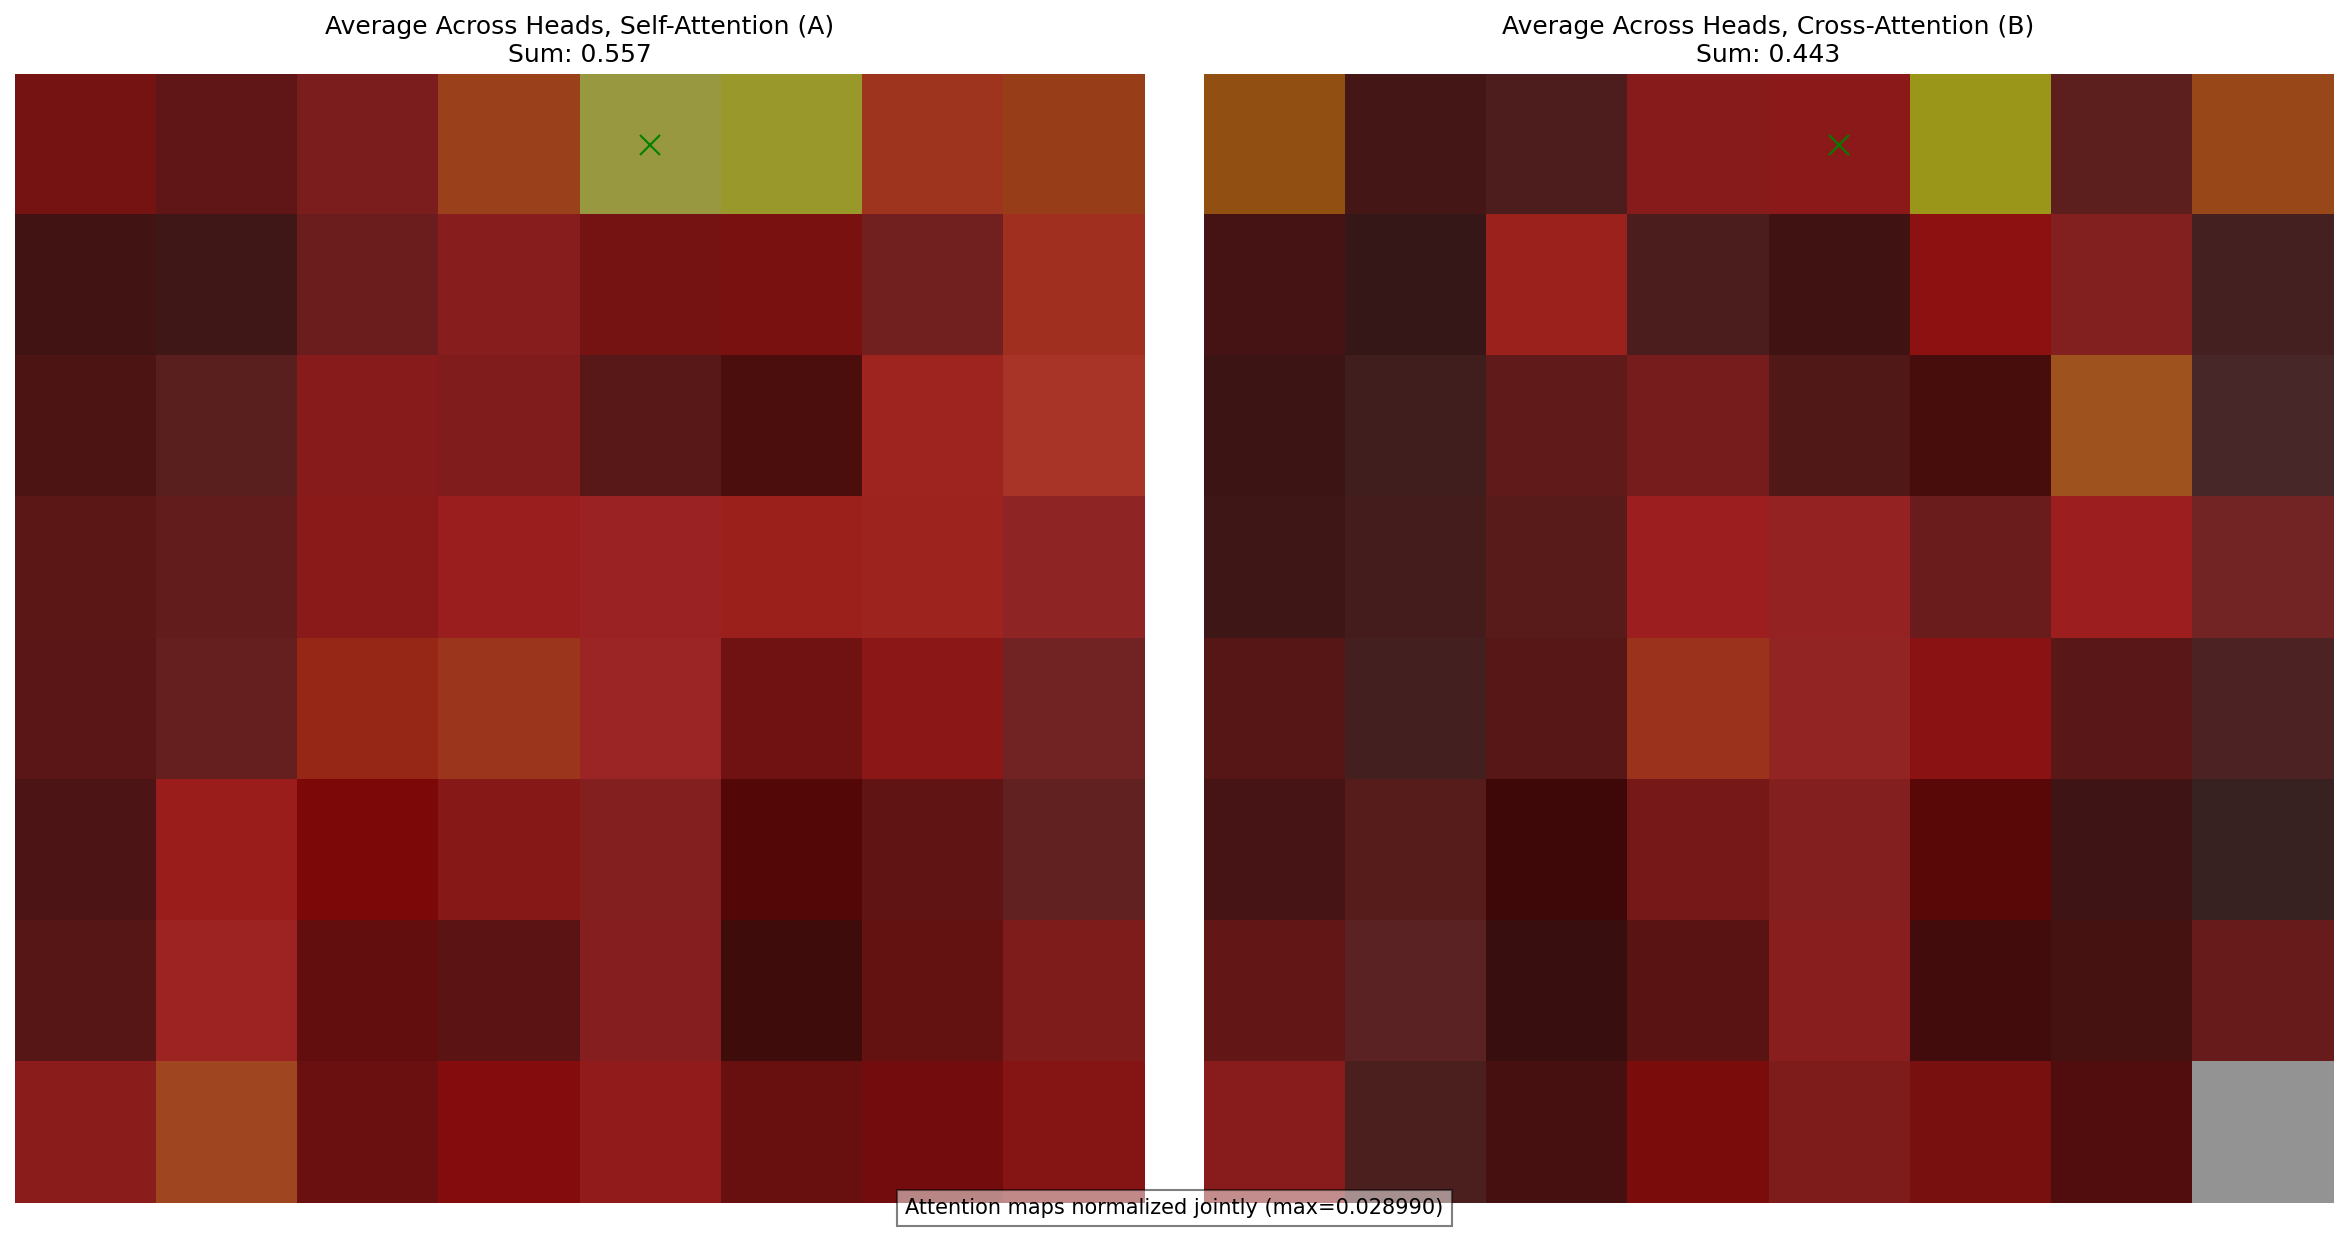 Average Across Heads, Self-Attention (A)
Sum: 0.557
Average Across Heads, Cross-Attention (B)
Sum: 0.443
Attention maps normalized jointly (max=0.028990)